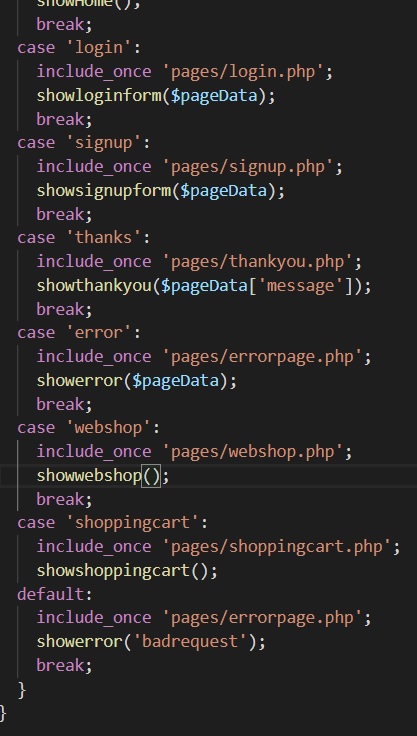 showHome();
break;
case 'login':
include_once 'pages/login.php';
showloginform($pageData);
break;
case 'signup':
include_once 'pages/signup.php';
showsignupform($pageData);
break;
case 'thanks':
include_once 'pages/thankyou.php';
showthankyou($pageData['message']);
break;
case 'error':
include_once 'pages/errorpage.php';
showerror($pageData);
break;
case 'webshop':
include_once 'pages/webshop.php';
showwebshop();
break;
case 'shoppingcart':
include_once 'pages/shoppingcart.php';
showshoppingcart();
default:
include_once 'pages/errorpage.php';
showerror('badrequest');
break;
}
}